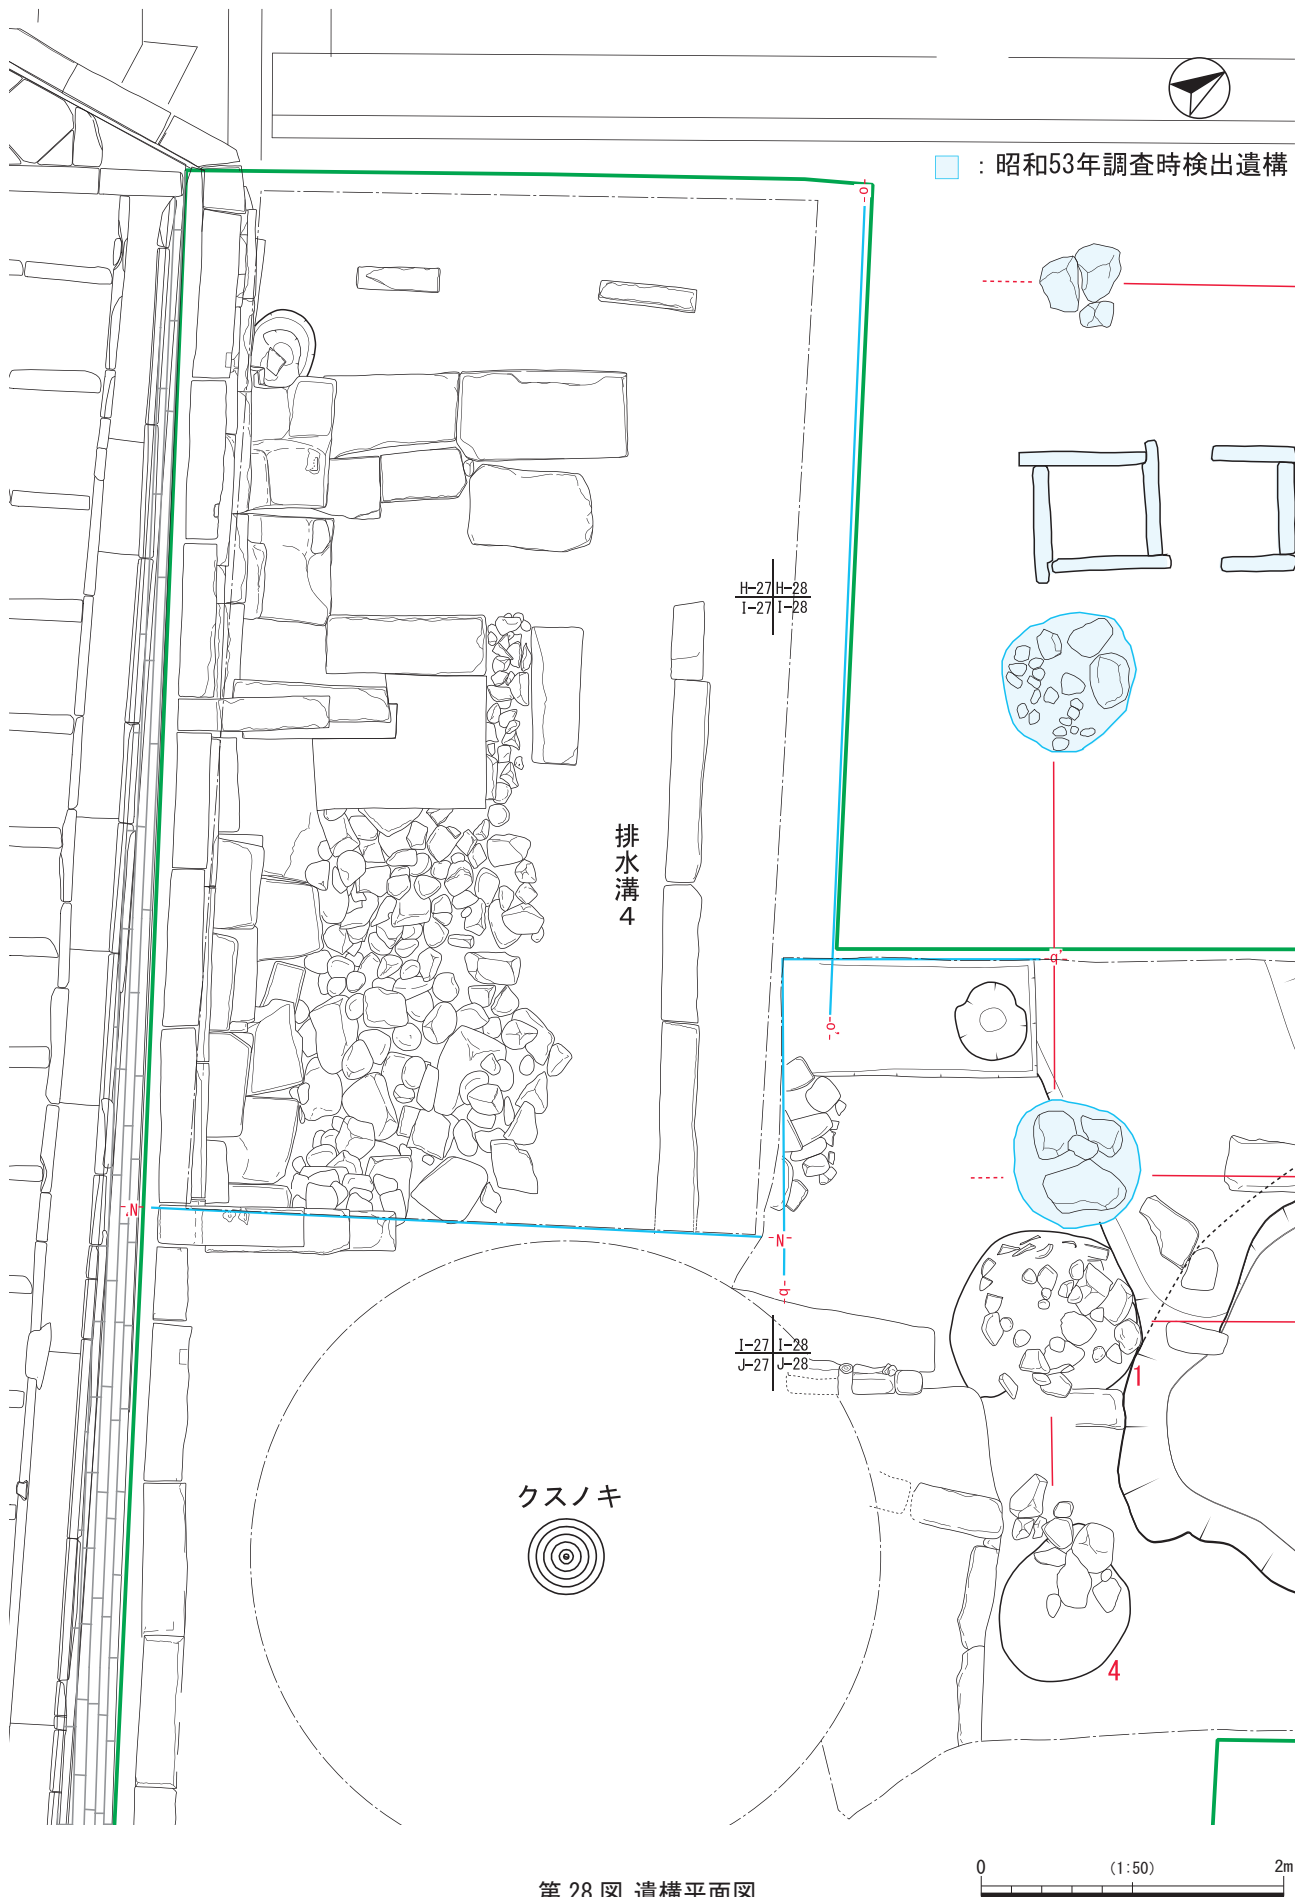 ：昭和53年調査時検出遺構
-o-
H-27 H-28
I-27 I-28
排水溝4
-q'-
-o'-
-N'-
-N-
-q-
I-27 I-28
J-27 J-28
1
クスノキ
4
0 (1:50) 2m
第28図 遺構平面図